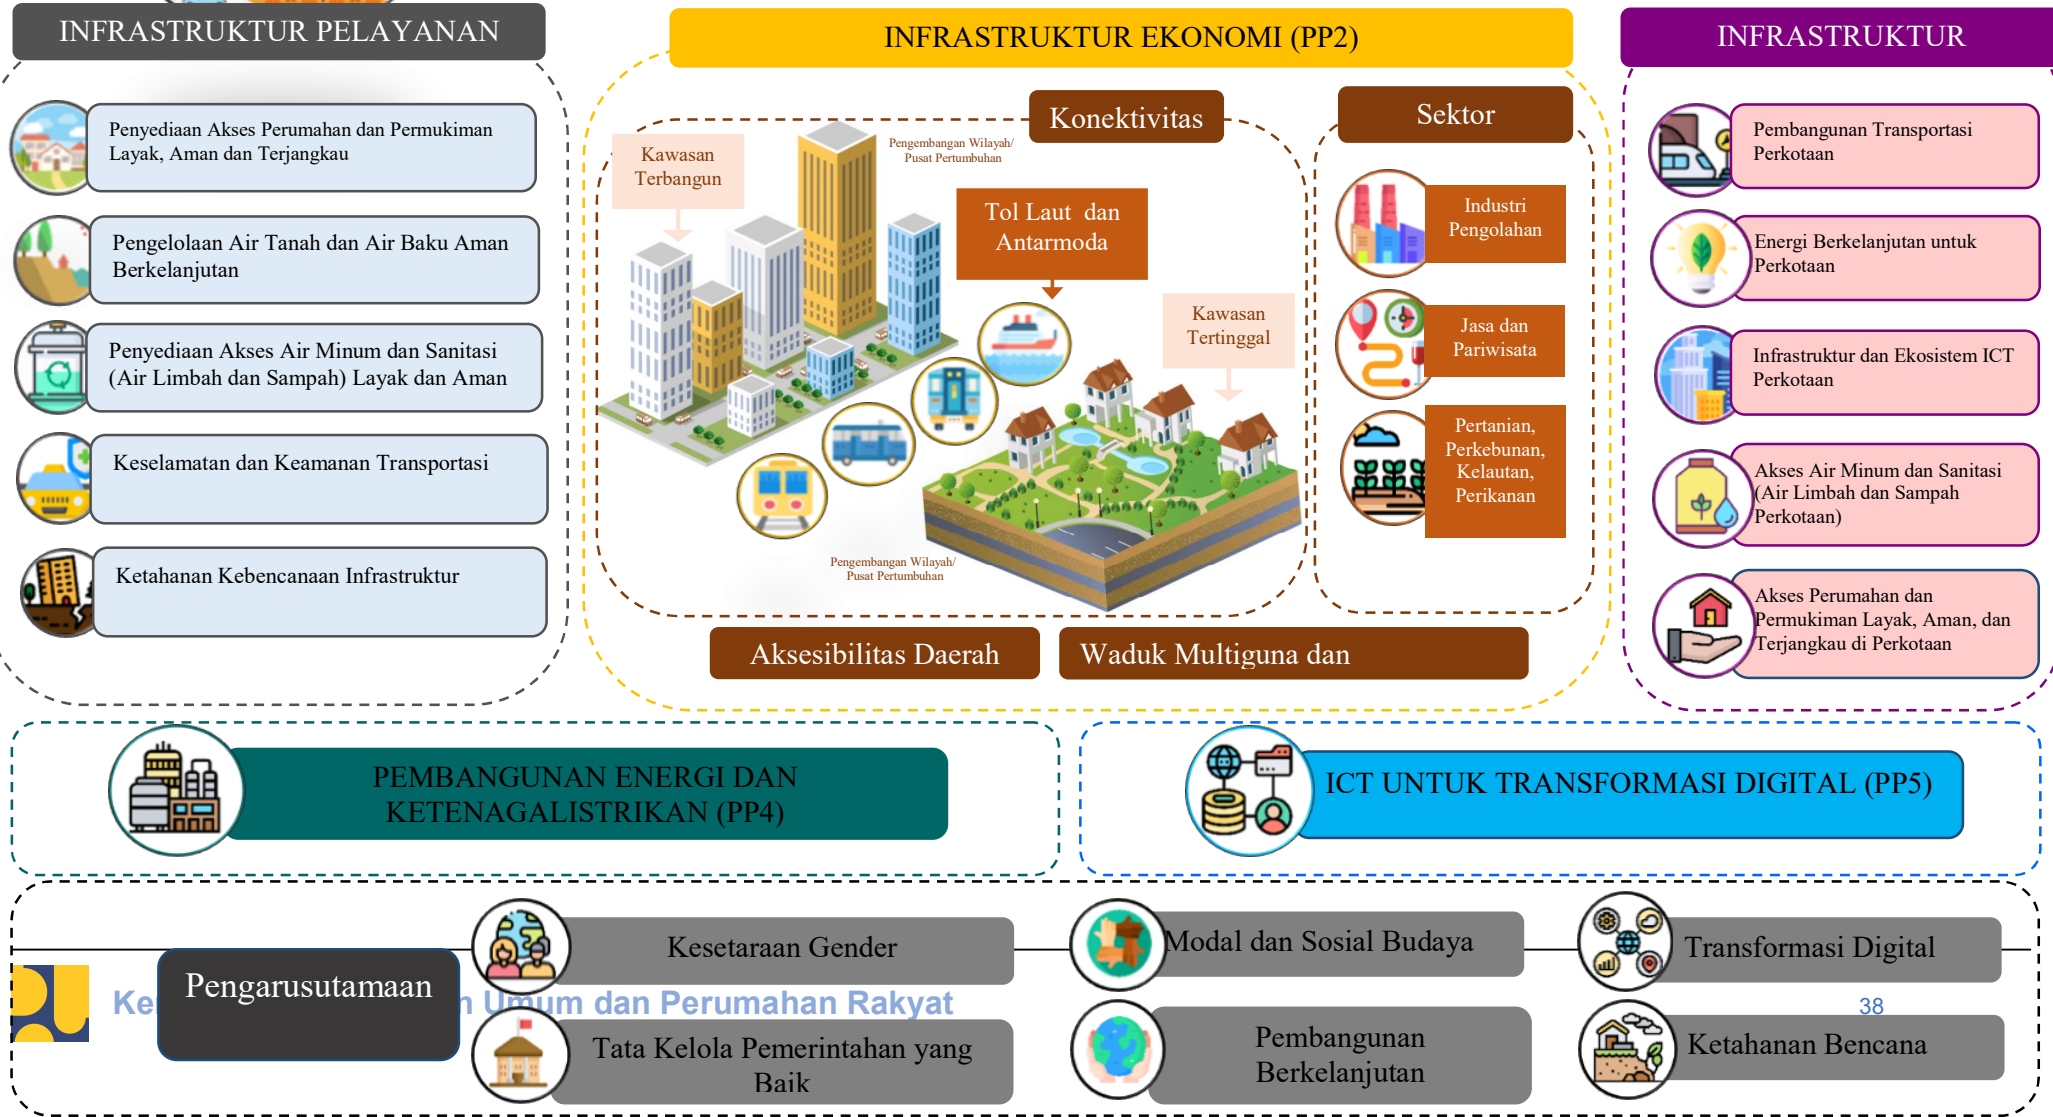 INFRASTRUKTUR PELAYANAN
Penyediaan Akses Perumahan dan Permukiman
Layak, Aman dan Terjangkau
Pengelolaan Air Tanah dan Air Baku Aman
Berkelanjutan
Penyediaan Akses Air Minum dan Sanitasi
(Air Limbah dan Sampah) Layak dan Aman
Keselamatan dan Keamanan Transportasi
Ketahanan Kebencanaan Infrastruktur
INFRASTRUKTUR EKONOMI (PP2)
Konektivitas
Kawasan
Terbangun
Pengembangan Wilayah/
Pusat Pertumbuhan
Tol Laut dan
Antarmoda
Kawasan
Tertinggal
Pengembangan Wilayah/
Pusat Pertumbuhan
Sektor
Industri
Pengolahan
Jasa dan
Pariwisata
Pertanian,
Perkebunan,
Kelautan,
Perikanan
Aksesibilitas Daerah
Waduk Multiguna dan
INFRASTRUKTUR
Pembangunan Transportasi
Perkotaan
Energi Berkelanjutan untuk
Perkotaan
Infrastruktur dan Ekosistem ICT
Perkotaan
Akses Air Minum dan Sanitasi
(Air Limbah dan Sampah
Perkotaan)
Akses Perumahan dan
Permukiman Layak, Aman, dan
Terjangkau di Perkotaan
PEMBANGUNAN ENERGI DAN
KETENAGALISTRIKAN (PP4)
ICT UNTUK TRANSFORMASI DIGITAL (PP5)
Pengarusutamaan
Kesetaraan Gender
Modal dan Sosial Budaya
Transformasi Digital
Umum dan Perumahan Rakyat
38
Tata Kelola Pemerintahan yang
Baik
Pembangunan
Berkelanjutan
Ketahanan Bencana